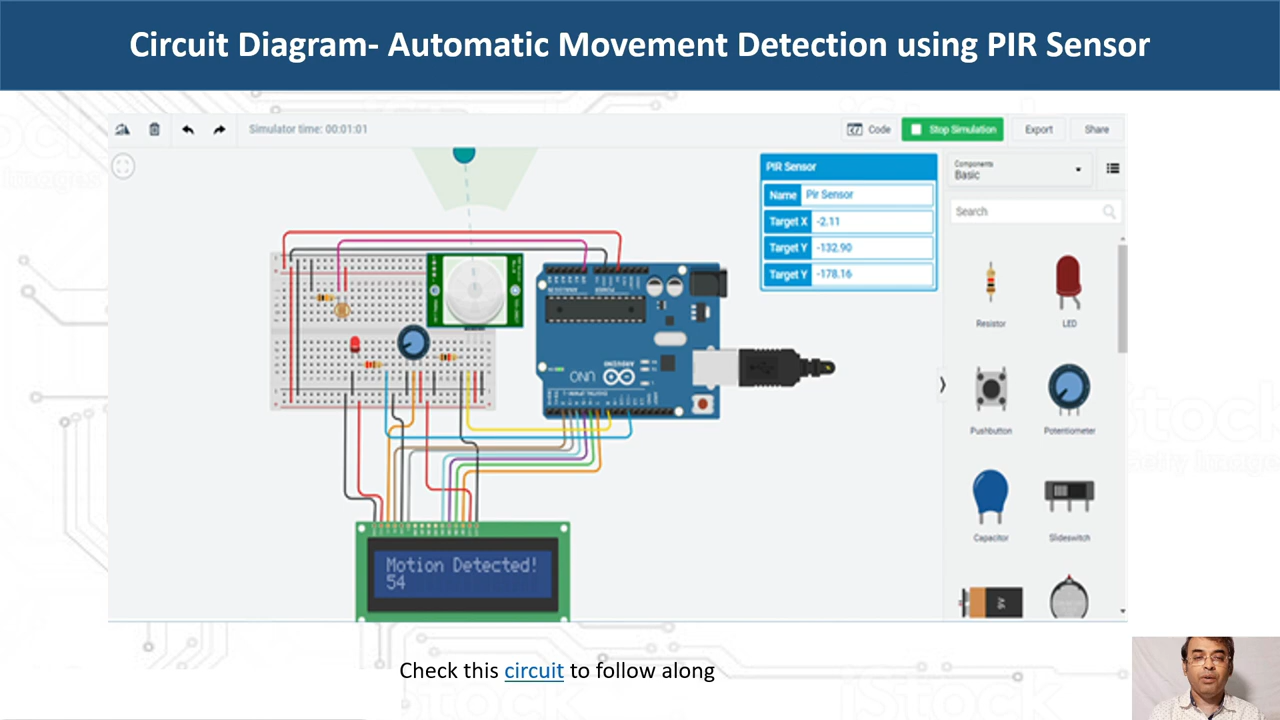 Circuit Diagram- Automatic Movement Detection using PIR Sensor
Simulator time: 00:01:01
Code
Stop Simulation
Export
Share
PIR Sensor
Name Pir Sensor
Target X -2.11
Target Y -132.90
Target Y -178.16
Components
Basic
Search
Resistor
LED
Pushbutton
Potentiometer
Capacitor
Slideswitch
9V
UNO
ARDUINO
Motion Detected!
54
Check this circuit to follow along